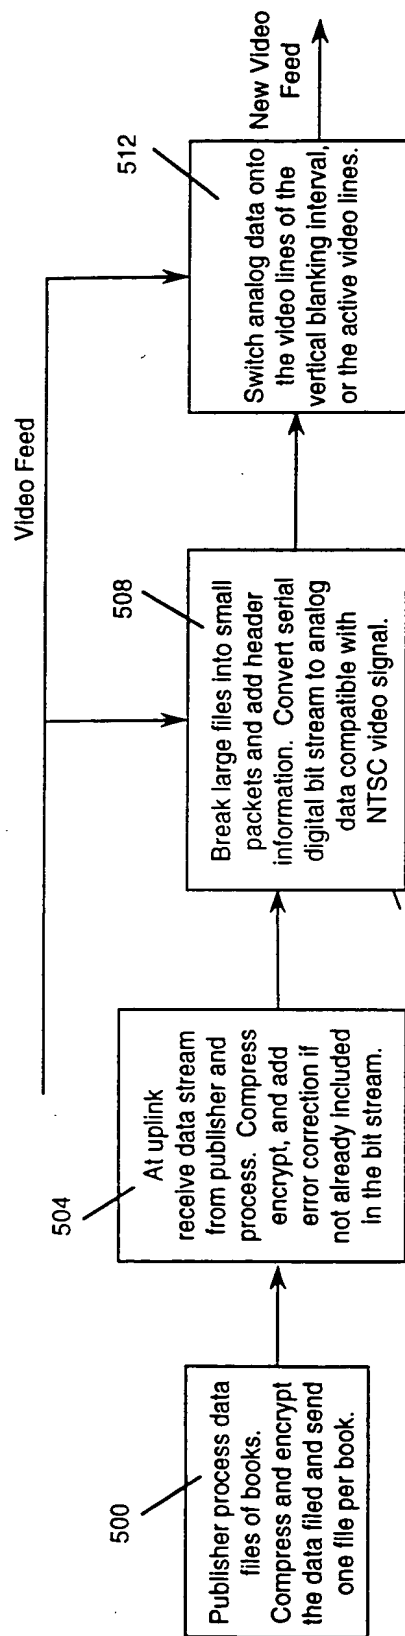 500
Publisher process data
files of books.
Compress and encrypt
the data filed and send
one file per book.
504
At uplink
receive data stream
from publisher and
process. Compress
encrypt, and add
error correction if
not already included
in the bit stream.
Video Feed
508
Break large files into small
packets and add header
information. Convert serial
digital bit stream to analog
data compatible with
NTSC video signal.
512
Switch analog data onto
the video lines of the
vertical blanking interval,
or the active video lines.
New Video
Feed